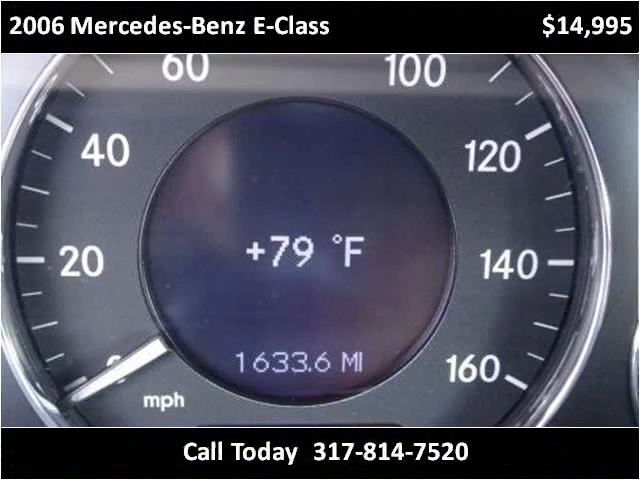 2006 Mercedes-Benz E-Class $14,995
60 100
40 120
+79 °F
20 140
1633.6 MI
0 160
mph
Call Today 317-814-7520